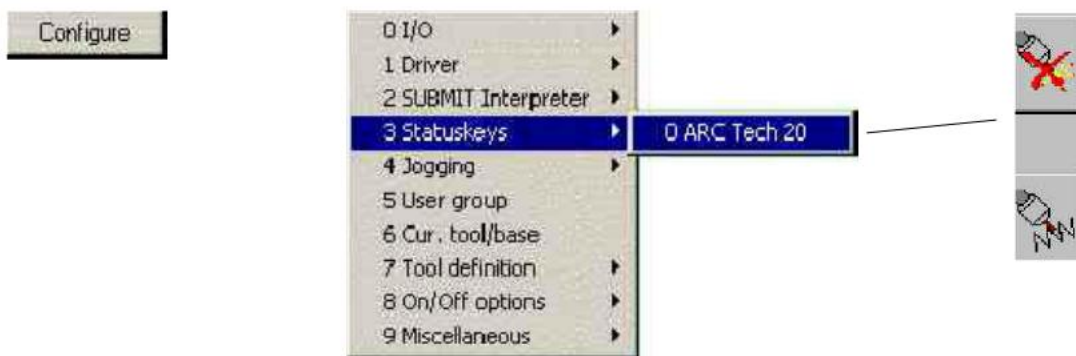 Configure
0 I/O
1 Driver
2 SUBMIT Interpreter
3 Statuskeys
0 ARC Tech 20
4 Jogging
5 User group
6 Cur. tool/base
7 Tool definition
8 On/Off options
9 Miscellaneous